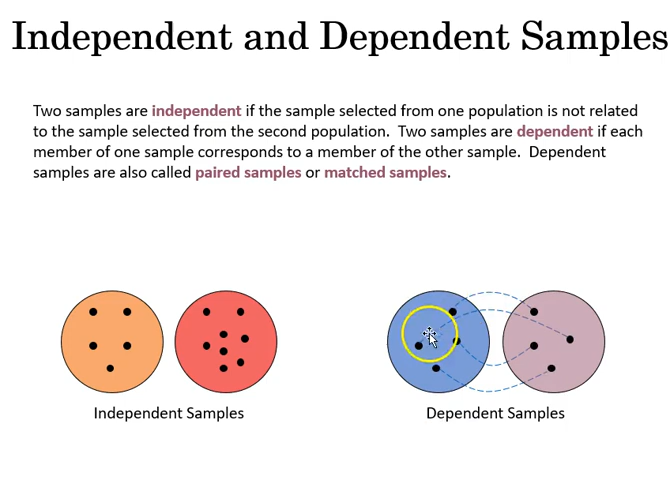 Independent and Dependent Samples
Two samples are independent if the sample selected from one population is not related
to the sample selected from the second population. Two samples are dependent if each
member of one sample corresponds to a member of the other sample. Dependent
samples are also called paired samples or matched samples.
Independent Samples
Dependent Samples